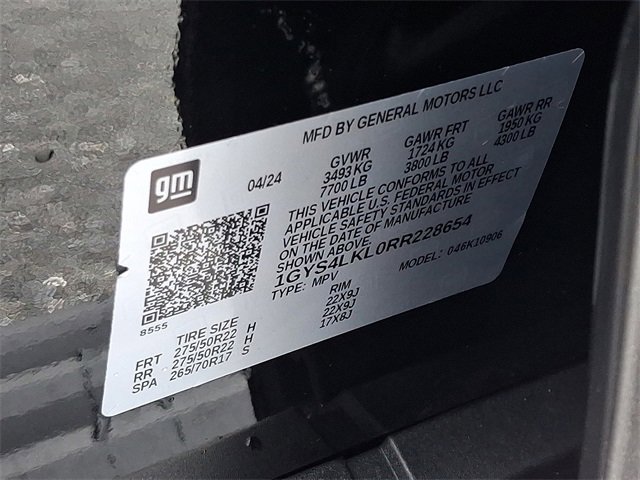 MFD BY GENERAL MOTORS LLC
gm
04/24
GVWR GAWR FRT GAWR RR
3493 KG 1724 KG 1950 KG
7700 LB 3800 LB 4300 LB
THIS VEHICLE CONFORMS TO ALL
APPLICABLE U.S. FEDERAL MOTOR
VEHICLE SAFETY STANDARDS IN EFFECT
ON THE DATE OF MANUFACTURE
SHOWN ABOVE.
1GYS4LKL0RR228654
TYPE: MPV MODEL: 046K10906
8555
TIRE SIZE RIM
FRT 275/50R22 H 22X9J
RR 275/50R22 H 22X9J
SPA 265/70R17 S 17X8J